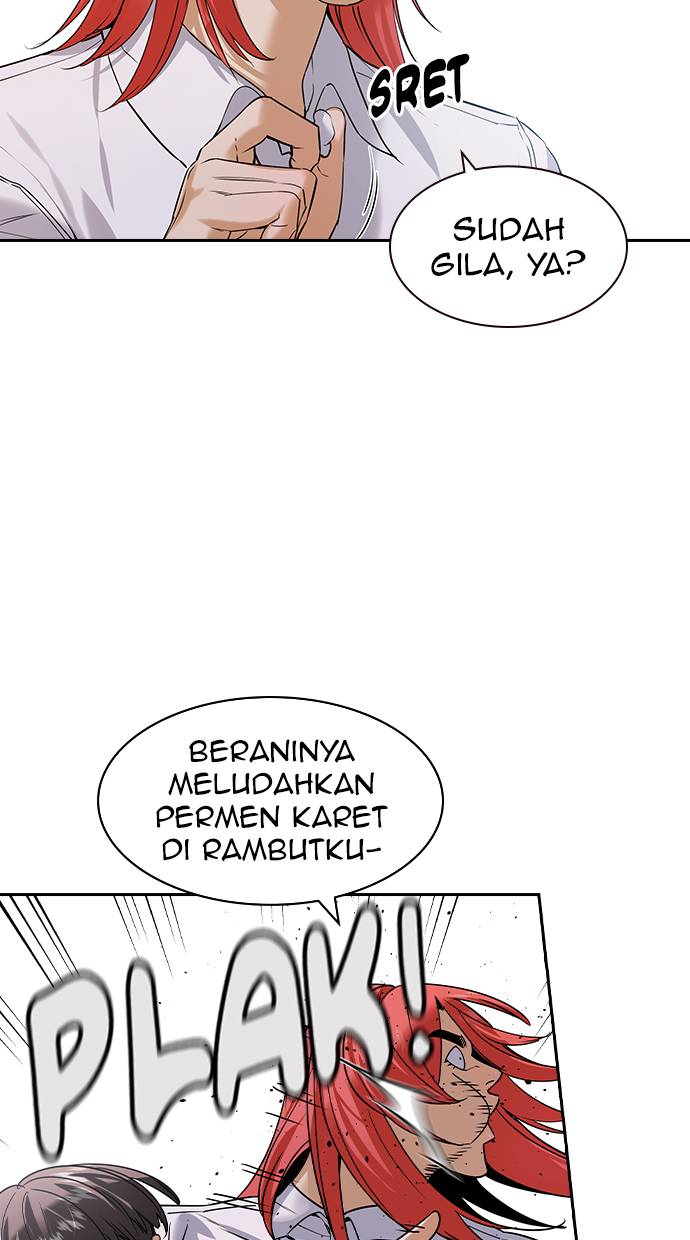 SRET
SUDAH
GILA, YA?
BERANINYA
MELUDAHKAN
PERMEN KARET
DI RAMBUTKU-
PLAK!